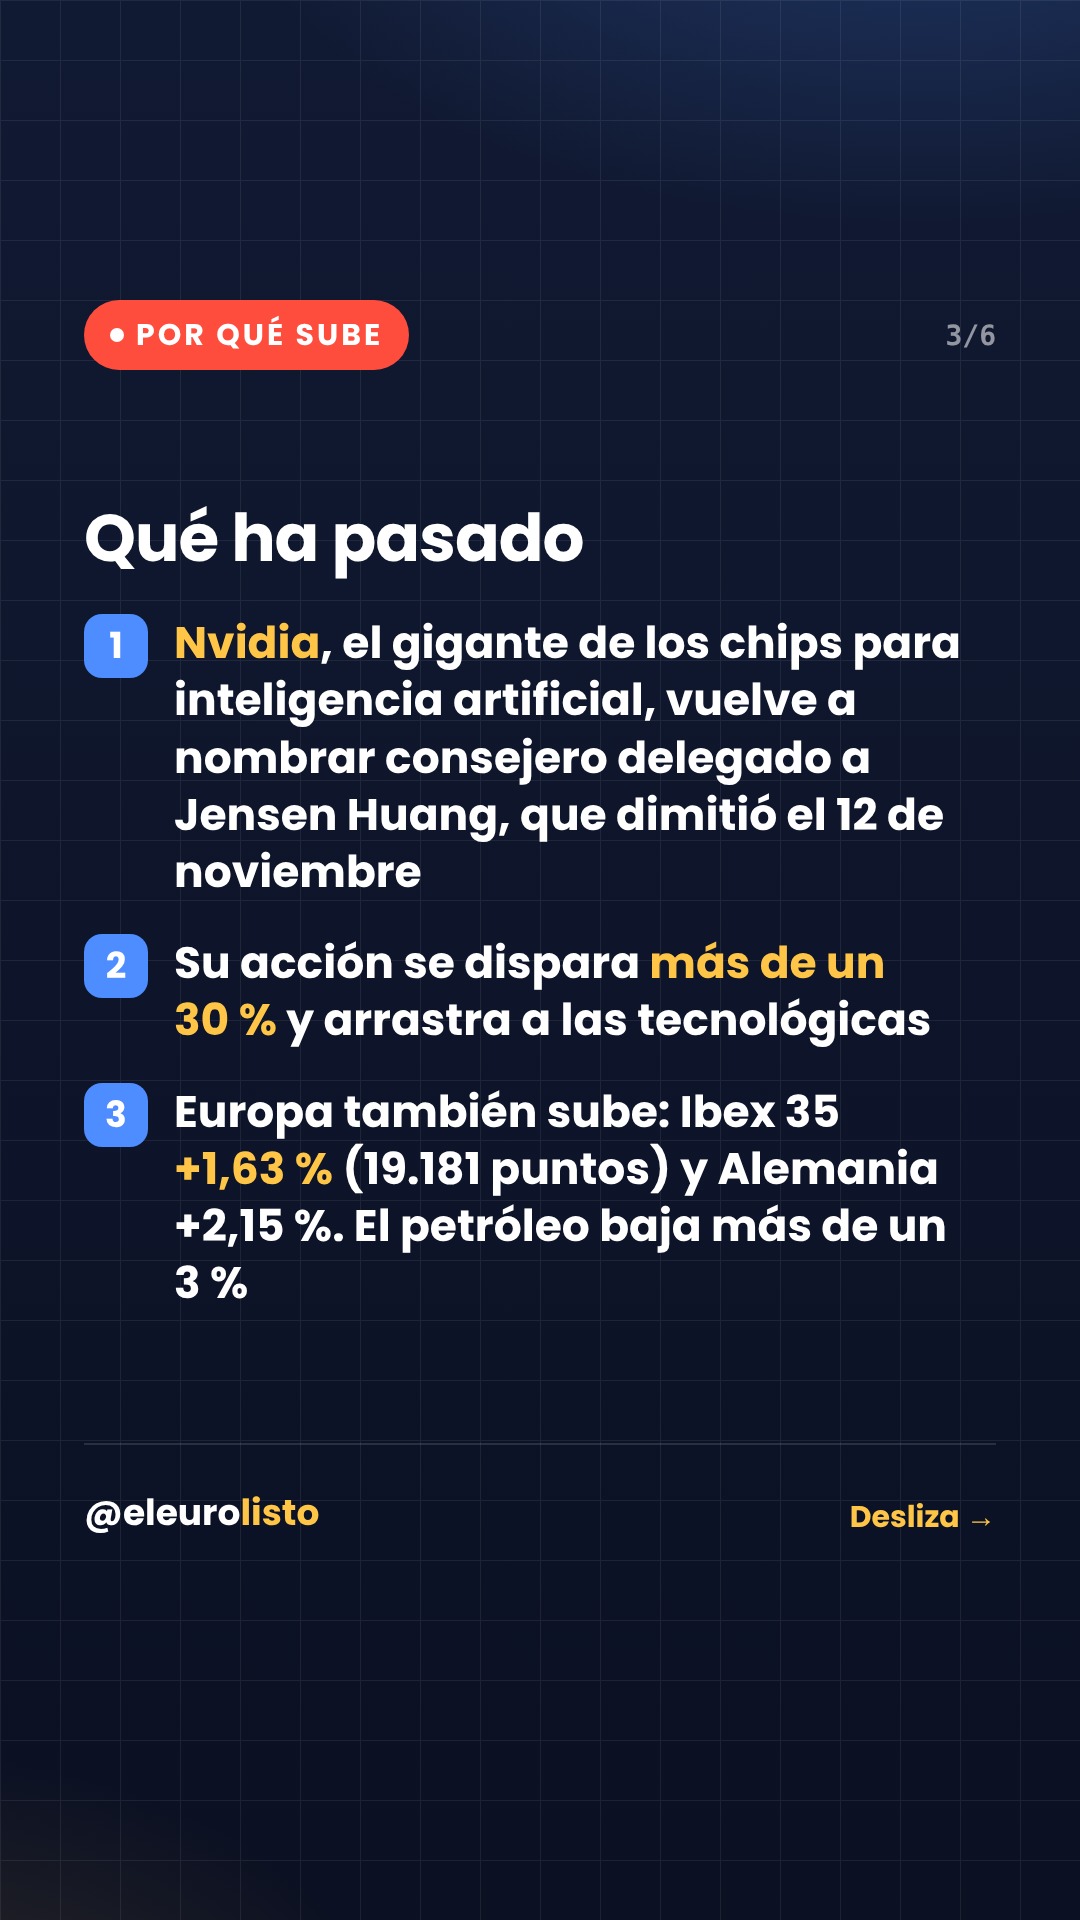 POR QUÉ SUBE
3/6
Qué ha pasado
1
Nvidia, el gigante de los chips para
inteligencia artificial, vuelve a
nombrar consejero delegado a
Jensen Huang, que dimitió el 12 de
noviembre
2
Su acción se dispara más de un
30 % y arrastra a las tecnológicas
3
Europa también sube: Ibex 35
+1,63 % (19.181 puntos) y Alemania
+2,15 %. El petróleo baja más de un
3 %
@eleurolisto
Desliza →